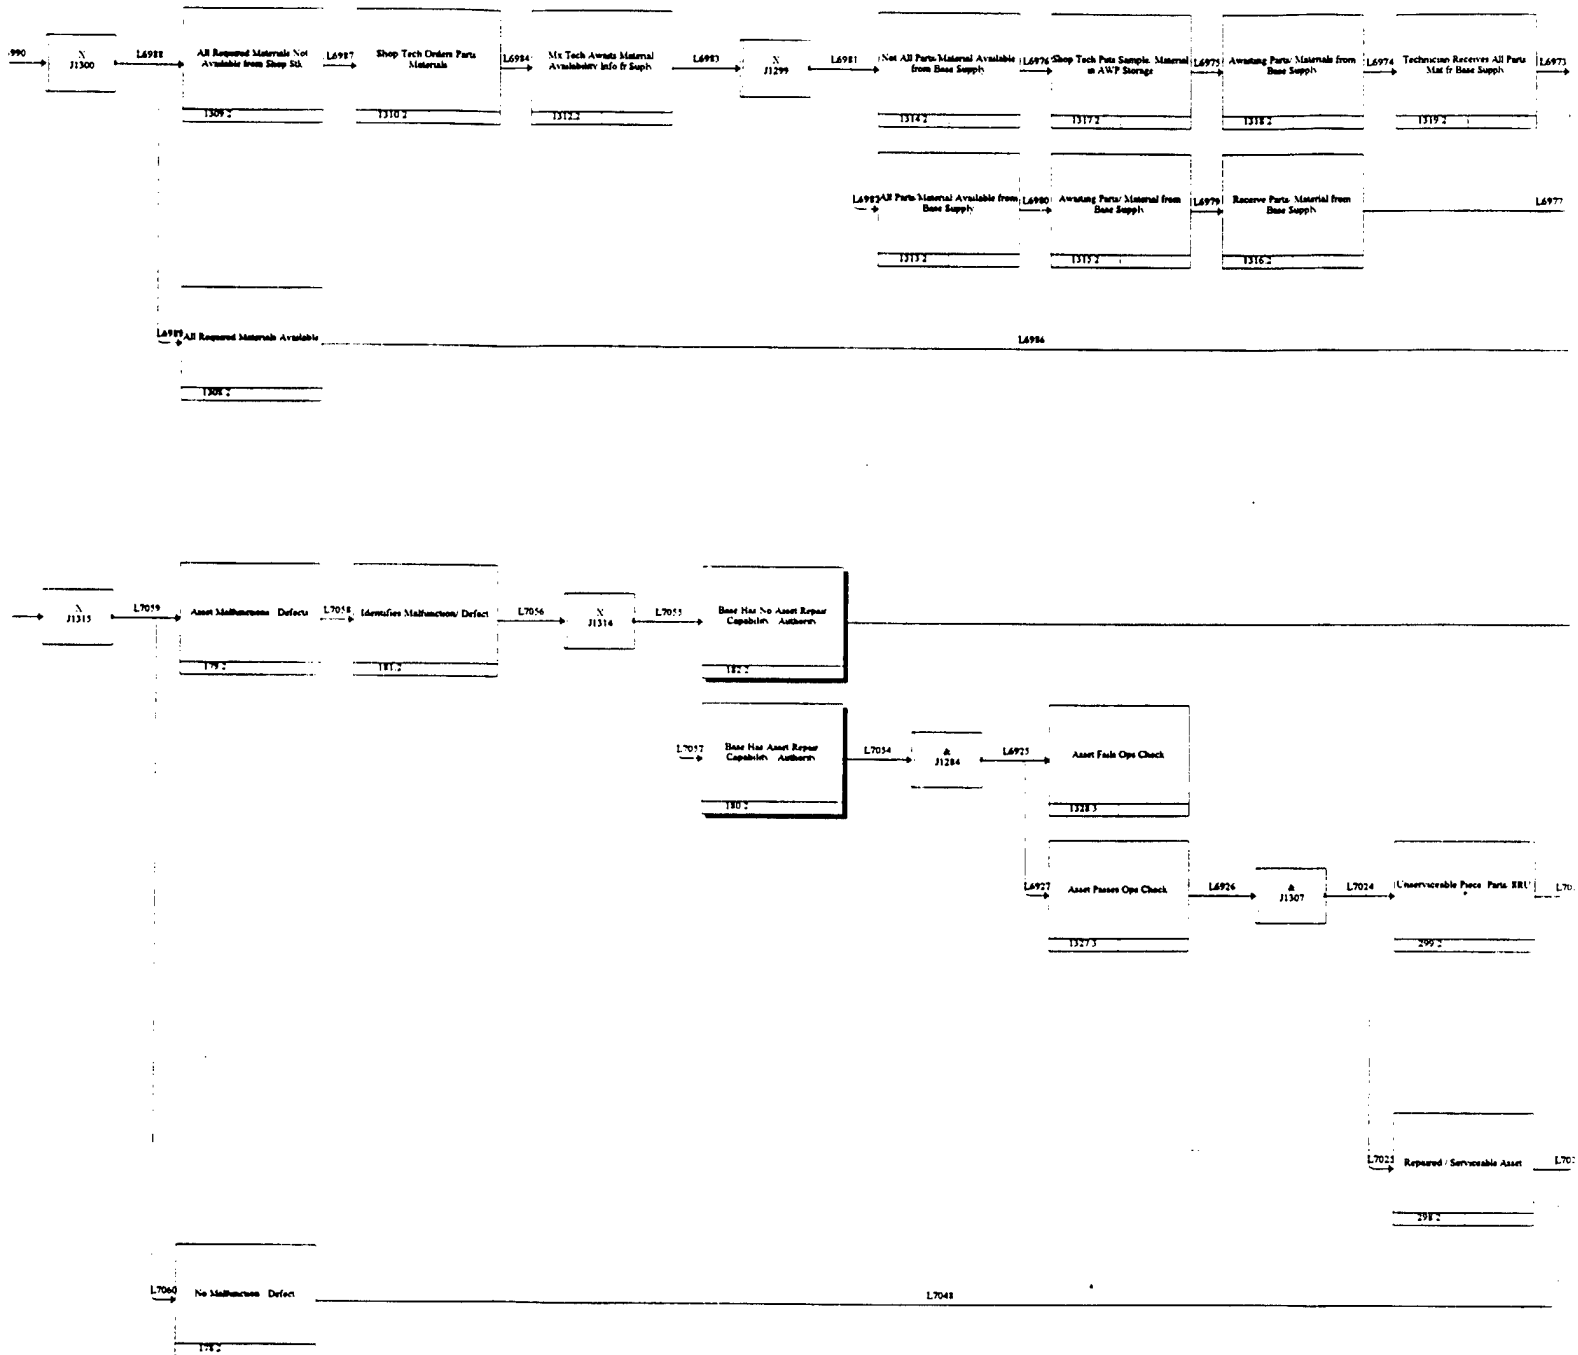 990
X
J1300
L6988
All Required Materials Not
Available from Shop Stk
1309.2
L6987
Shop Tech Orders Parts
Materials
1310.2
L6984
Mx Tech Awaits Material
Availability Info fr Suply
1312.2
L6983
X
J1299
L6981
Not All Parts/Material Available
from Base Supply
1314.2
L6976
Shop Tech Puts Sample. Material
in AWP Storage
1317.2
L6975
Awaiting Parts/ Materials from
Base Supply
1318.2
L6974
Technician Receives All Parts
Mat fr Base Supply
1319.2
L6973
L6982
All Parts/Material Available from
Base Supply
1313.2
L6980
Awaiting Parts/ Material from
Base Supply
1315.2
L6979
Receive Parts/ Material from
Base Supply
1316.2
L6977
L6989
All Required Materials Available
1308.2
L6986
X
J1315
L7059
Asset Malfunctions Defects
179.2
L7058
Identifies Malfunction/ Defect
181.2
L7056
X
J1314
L7055
Base Has No Asset Repair
Capability Authority
182.2
L7057
Base Has Asset Repair
Capability Authority
180.2
L7054
&
J1284
L6925
Asset Fails Ops Check
1328.3
L6927
Asset Passes Ops Check
1327.3
L6926
&
J1307
L7024
Unserviceable Piece Parts SRU
299.2
L70
L7025
Repaired / Serviceable Asset
298.2
L70
L7060
No Malfunction Defect
178.2
L7048